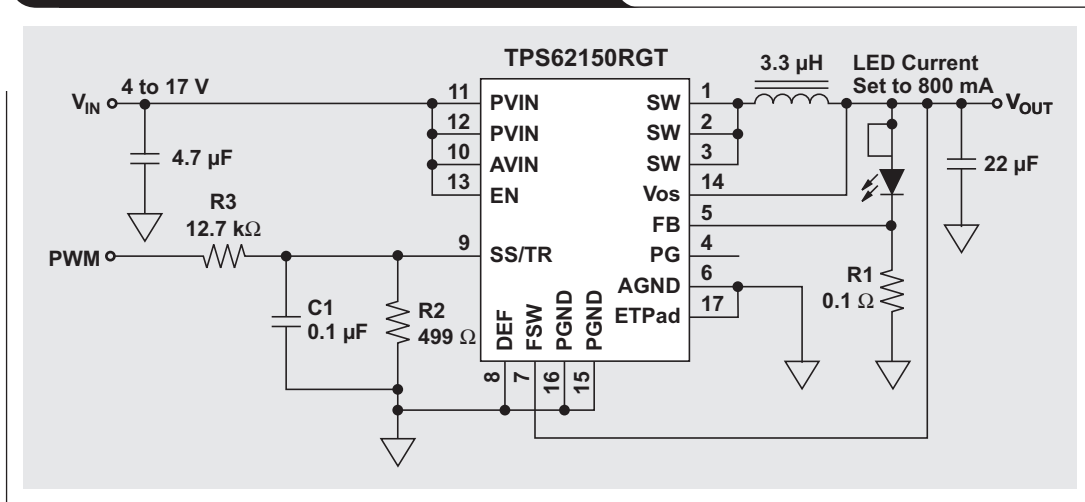 TPS62150RGT
3.3 µH
LED Current
Set to 800 mA
4 to 17 V
VIN
VOUT
11
PVIN
SW
1
12
PVIN
SW
2
10
AVIN
SW
3
13
EN
Vos
14
FB
5
9
SS/TR
PG
4
AGND
6
ETPad
17
4.7 µF
22 µF
R3
12.7 kΩ
PWM
C1
0.1 µF
R2
499 Ω
R1
0.1 Ω
DEF
FSW
PGND
PGND
8
7
16
15